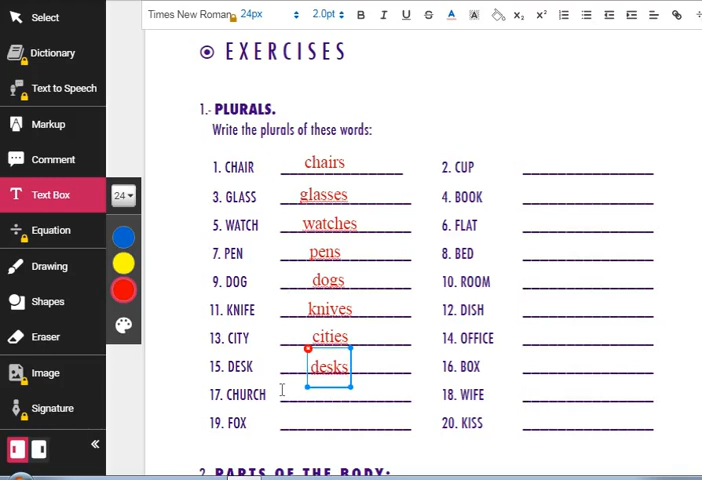 Select
Times New Roman 24px 2.0pt B I U S A A X₂ X²
Dictionary
Text to Speech
Markup
Comment
Text Box
24
Equation
Drawing
Shapes
Eraser
Image
Signature
EXERCISES
1.- PLURALS.
Write the plurals of these words:
1. CHAIR chairs 2. CUP
3. GLASS glasses 4. BOOK
5. WATCH watches 6. FLAT
7. PEN pens 8. BED
9. DOG dogs 10. ROOM
11. KNIFE knives 12. DISH
13. CITY cities 14. OFFICE
15. DESK desks 16. BOX
17. CHURCH 18. WIFE
19. FOX 20. KISS
2. PARTS OF THE BODY: